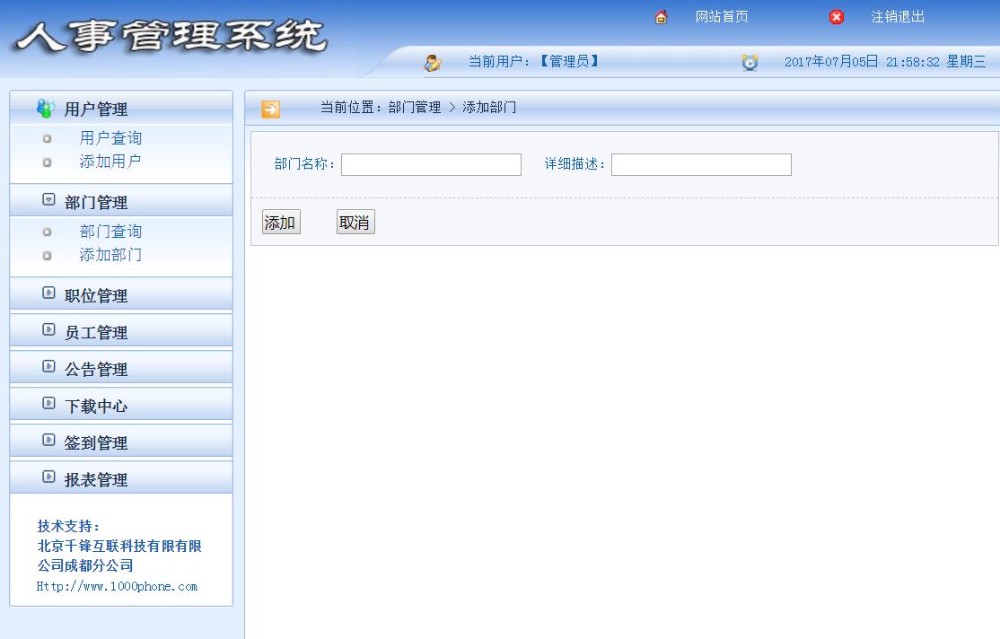 人事管理系统
网站首页 注销退出
当前用户：【管理员】 2017年07月05日 21:58:32 星期三
用户管理
用户查询
添加用户
部门管理
部门查询
添加部门
职位管理
员工管理
公告管理
下载中心
签到管理
报表管理
技术支持：
北京千锋互联科技有限有限
公司成都分公司
Http://www.1000phone.com
当前位置：部门管理 > 添加部门
部门名称： 详细描述：
添加 取消